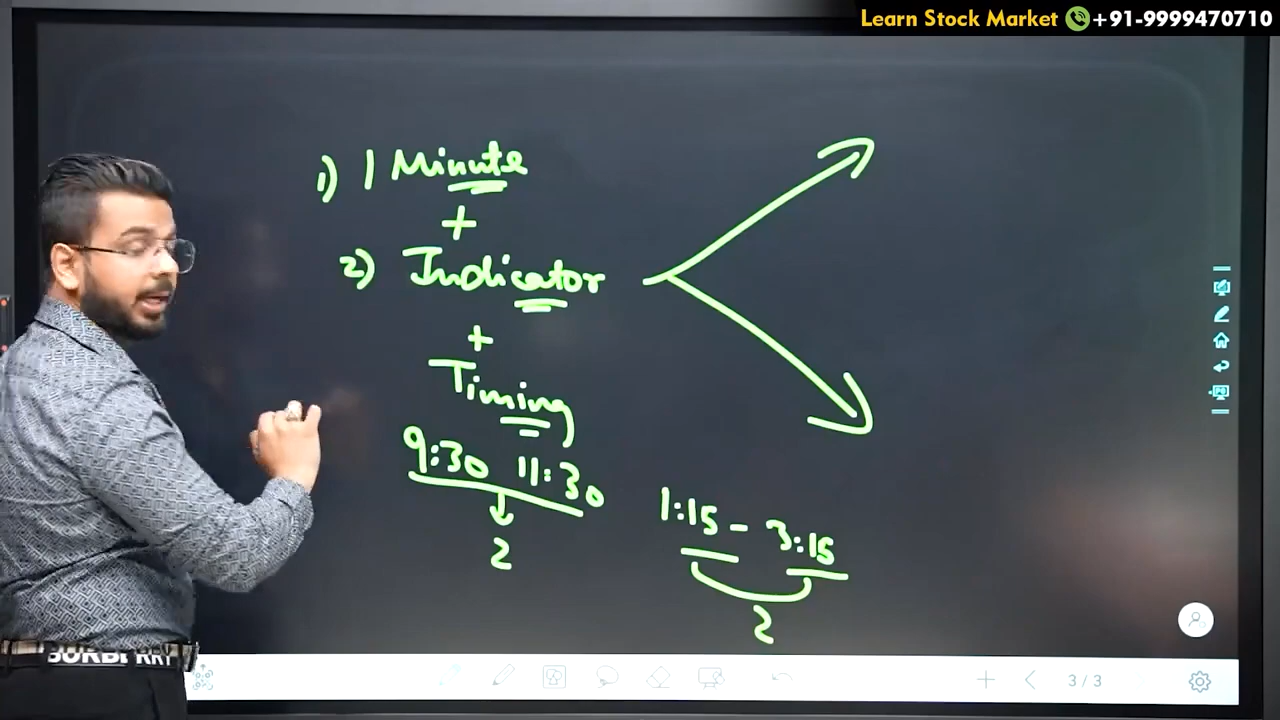 Learn Stock Market +91-9999470710
1) 1 Minute
+
2) Indicator
+
Timing
9:30 11:30
2
1:15 - 3:15
2
BURBERRY
3 / 3